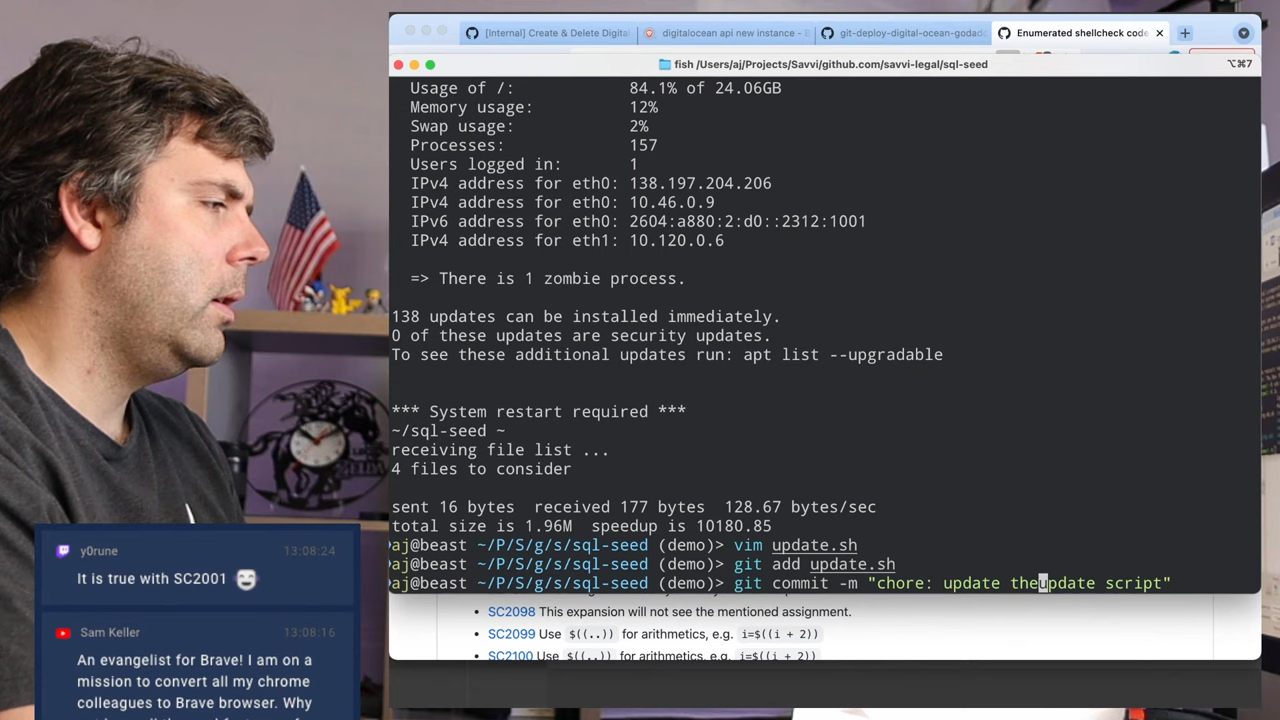 [Internal] Create & Delete Digital
digitalocean api new instance - B
git-deploy-digital-ocean-godadd
Enumerated shellcheck code
fish /Users/aj/Projects/Savvi/github.com/savvi-legal/sql-seed
⌥⌘7
Usage of /: 84.1% of 24.06GB
Memory usage: 12%
Swap usage: 2%
Processes: 157
Users logged in: 1
IPv4 address for eth0: 138.197.204.206
IPv4 address for eth0: 10.46.0.9
IPv6 address for eth0: 2604:a880:2:d0::2312:1001
IPv4 address for eth1: 10.120.0.6
=> There is 1 zombie process.
138 updates can be installed immediately.
0 of these updates are security updates.
To see these additional updates run: apt list --upgradable
*** System restart required ***
~/sql-seed ~
receiving file list ...
4 files to consider
sent 16 bytes  received 177 bytes  128.67 bytes/sec
total size is 1.96M  speedup is 10180.85
aj@beast ~/P/S/g/s/sql-seed (demo)> vim update.sh
aj@beast ~/P/S/g/s/sql-seed (demo)> git add update.sh
aj@beast ~/P/S/g/s/sql-seed (demo)> git commit -m "chore: update theupdate script"
SC2098 This expansion will not see the mentioned assignment.
SC2099 Use $((..)) for arithmetics, e.g. i=$((i + 2))
SC2100 Use $((..)) for arithmetics, e.g. i=$((i + 2))
y0rune 13:08:24
It is true with SC2001
Sam Keller 13:08:16
An evangelist for Brave! I am on a
mission to convert all my chrome
colleagues to Brave browser. Why